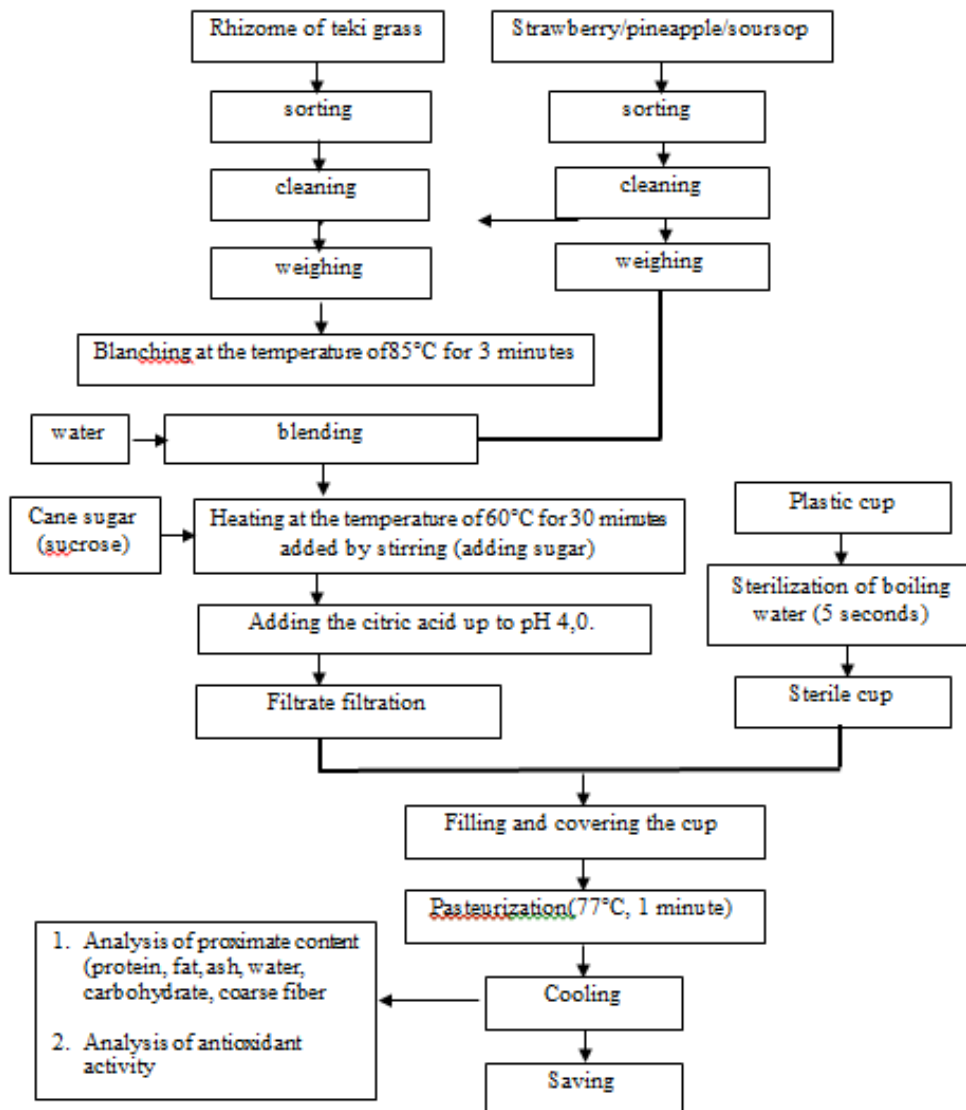 Rhizome of teki grass
Strawberry/pineapple/soursop
sorting
sorting
cleaning
cleaning
weighing
weighing
Blanching at the temperature of85°C for 3 minutes
water
blending
Cane sugar
(sucrose)
Heating at the temperature of 60°C for 30 minutes
added by stirring (adding sugar)
Plastic cup
Sterilization of boiling
water (5 seconds)
Adding the citric acid up to pH 4,0.
Filtrate filtration
Sterile cup
Filling and covering the cup
Pasteurization(77°C, 1 minute)
1. Analysis of proximate content
(protein, fat, ash, water,
carbohydrate, coarse fiber
2. Analysis of antioxidant
activity
Cooling
Saving